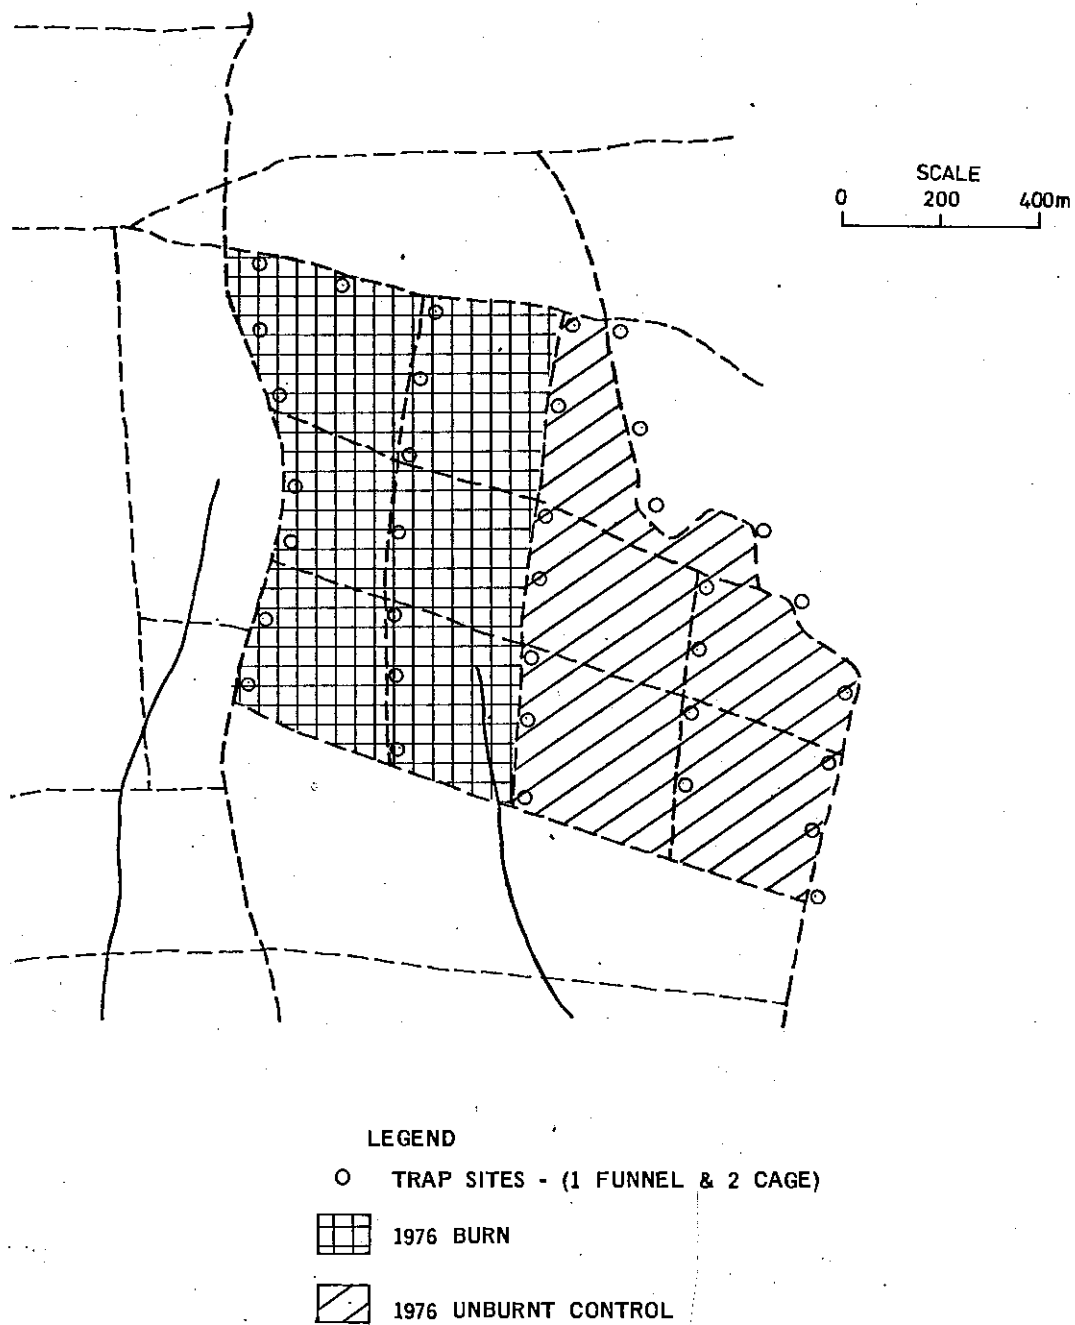 SCALE
0 200 400m
LEGEND
TRAP SITES - (1 FUNNEL & 2 CAGE)
1976 BURN
1976 UNBURNT CONTROL